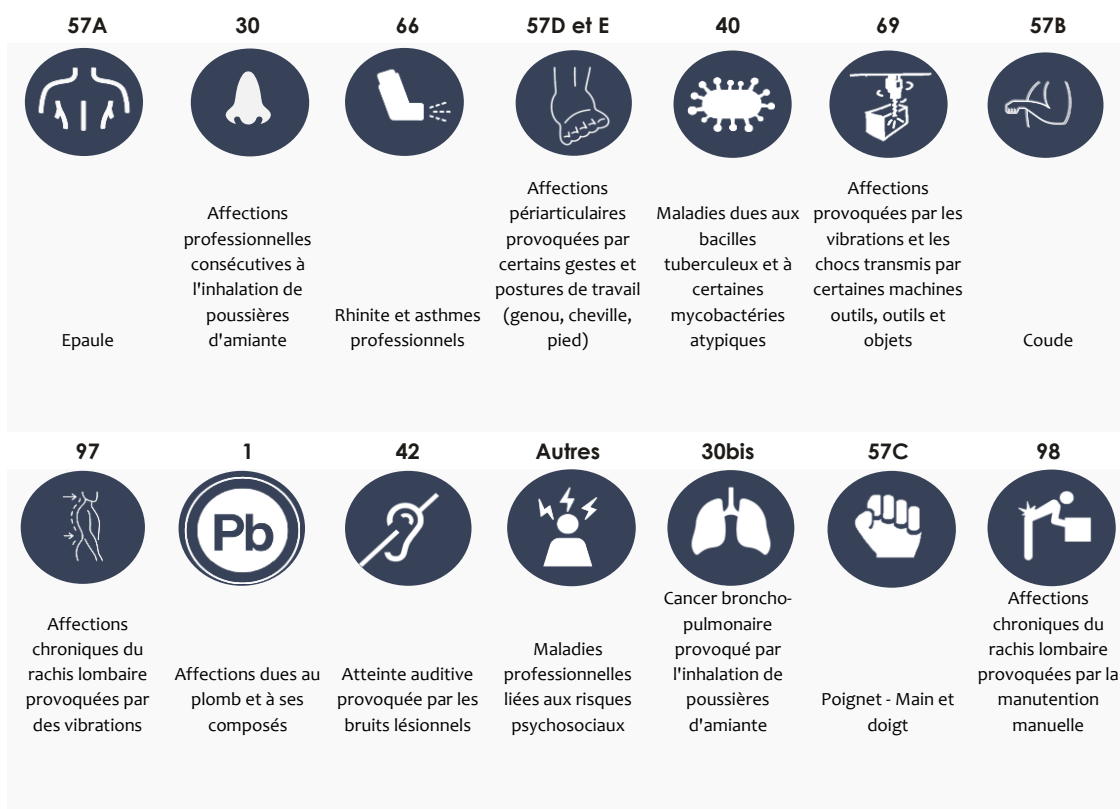 57A
30
66
57D et E
40
69
57B
Epaule
Affections
professionnelles
consécutives à
l'inhalation de
poussières
d'amiante
Rhinite et asthmes
professionnels
Affections
périarticulaires
provoquées par
certains gestes et
postures de travail
(genou, cheville,
pied)
Maladies dues aux
bacilles
tuberculeux et à
certaines
mycobactéries
atypiques
Affections
provoquées par les
vibrations et les
chocs transmis par
certaines machines
outils, outils et
objets
Coude
97
1
42
Autres
30bis
57C
98
Pb
Affections
chroniques du
rachis lombaire
provoquées par
des vibrations
Affections dues au
plomb et à ses
composés
Atteinte auditive
provoquée par les
bruits lésionnels
Maladies
professionnelles
liées aux risques
psychosociaux
Cancer broncho-
pulmonaire
provoqué par
l'inhalation de
poussières
d'amiante
Poignet - Main et
doigt
Affections
chroniques du
rachis lombaire
provoquées par la
manutention
manuelle